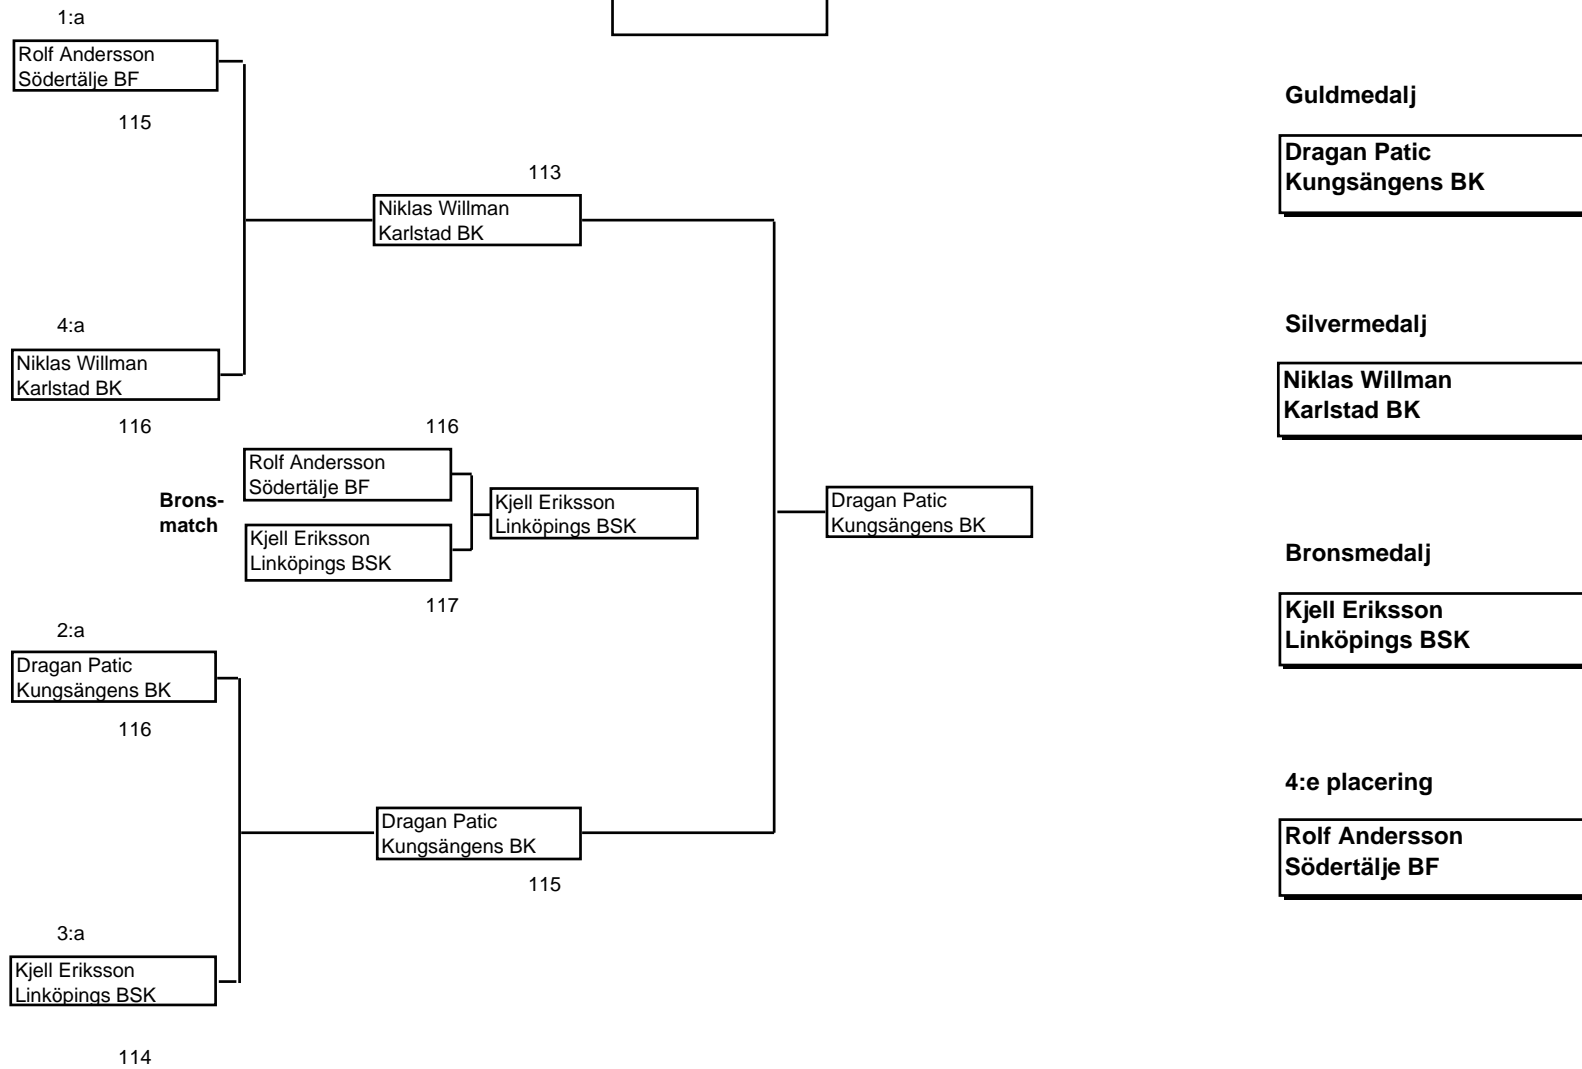 1:a
Rolf Andersson
Södertälje BF
115
113
Niklas Willman
Karlstad BK
4:a
Niklas Willman
Karlstad BK
116
116
Rolf Andersson
Södertälje BF
Brons-
match
Kjell Eriksson
Linköpings BSK
Kjell Eriksson
Linköpings BSK
117
Dragan Patic
Kungsängens BK
2:a
Dragan Patic
Kungsängens BK
116
Dragan Patic
Kungsängens BK
115
3:a
Kjell Eriksson
Linköpings BSK
114
Guldmedalj
Dragan Patic
Kungsängens BK
Silvermedalj
Niklas Willman
Karlstad BK
Bronsmedalj
Kjell Eriksson
Linköpings BSK
4:e placering
Rolf Andersson
Södertälje BF